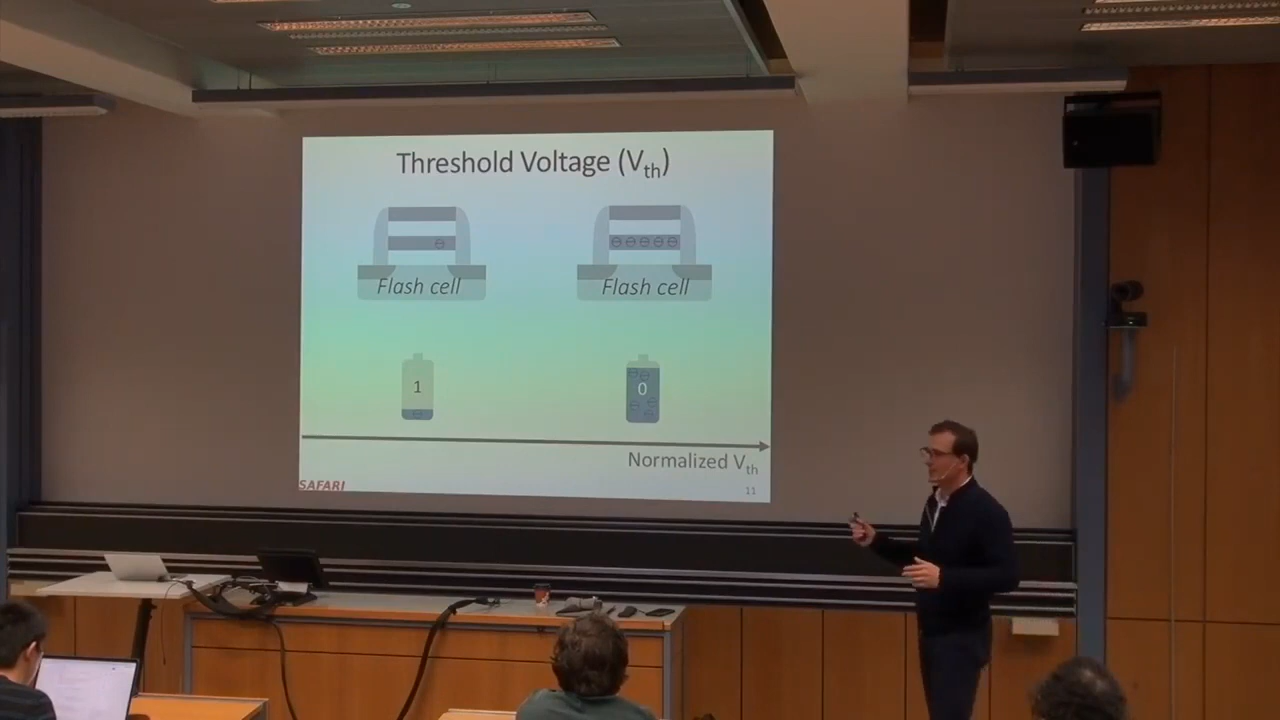 Threshold Voltage (Vth)
Flash cell
Flash cell
1
0
Normalized Vth
SAFARI
11